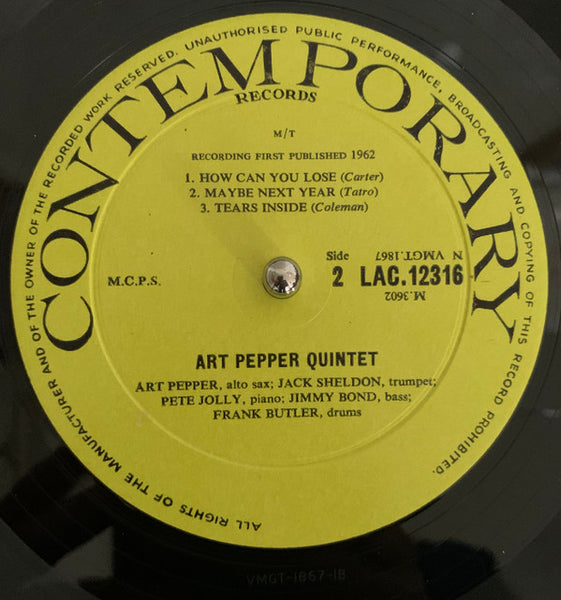 ALL RIGHTS OF THE MANUFACTURER AND OF THE OWNER OF THE RECORDED WORK RESERVED. UNAUTHORISED PUBLIC PERFORMANCE, BROADCASTING AND COPYING OF THIS RECORD PROHIBITED.
CONTEMPORARY
RECORDS
M/T
RECORDING FIRST PUBLISHED 1962
1. HOW CAN YOU LOSE (Carter)
2. MAYBE NEXT YEAR (Tatro)
3. TEARS INSIDE (Coleman)
M.C.P.S.
Side
2 LAC.12316
N VMGT.1867
M.3602
ART PEPPER QUINTET
ART PEPPER, alto sax; JACK SHELDON, trumpet;
PETE JOLLY, piano; JIMMY BOND, bass;
FRANK BUTLER, drums
VMGT-1867-1B